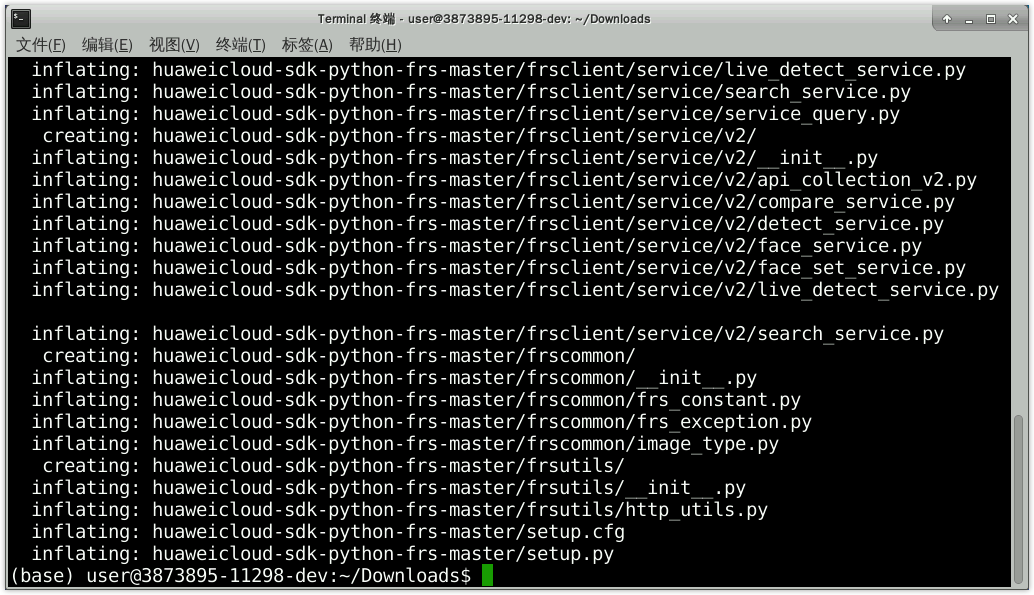 Terminal 终端 - user@3873895-11298-dev: ~/Downloads
文件(F) 编辑(E) 视图(V) 终端(T) 标签(A) 帮助(H)
inflating: huaweicloud-sdk-python-frs-master/frsclient/service/live_detect_service.py
inflating: huaweicloud-sdk-python-frs-master/frsclient/service/search_service.py
inflating: huaweicloud-sdk-python-frs-master/frsclient/service/service_query.py
creating: huaweicloud-sdk-python-frs-master/frsclient/service/v2/
inflating: huaweicloud-sdk-python-frs-master/frsclient/service/v2/__init__.py
inflating: huaweicloud-sdk-python-frs-master/frsclient/service/v2/api_collection_v2.py
inflating: huaweicloud-sdk-python-frs-master/frsclient/service/v2/compare_service.py
inflating: huaweicloud-sdk-python-frs-master/frsclient/service/v2/detect_service.py
inflating: huaweicloud-sdk-python-frs-master/frsclient/service/v2/face_service.py
inflating: huaweicloud-sdk-python-frs-master/frsclient/service/v2/face_set_service.py
inflating: huaweicloud-sdk-python-frs-master/frsclient/service/v2/live_detect_service.py
inflating: huaweicloud-sdk-python-frs-master/frsclient/service/v2/search_service.py
creating: huaweicloud-sdk-python-frs-master/frscommon/
inflating: huaweicloud-sdk-python-frs-master/frscommon/__init__.py
inflating: huaweicloud-sdk-python-frs-master/frscommon/frs_constant.py
inflating: huaweicloud-sdk-python-frs-master/frscommon/frs_exception.py
inflating: huaweicloud-sdk-python-frs-master/frscommon/image_type.py
creating: huaweicloud-sdk-python-frs-master/frsutils/
inflating: huaweicloud-sdk-python-frs-master/frsutils/__init__.py
inflating: huaweicloud-sdk-python-frs-master/frsutils/http_utils.py
inflating: huaweicloud-sdk-python-frs-master/setup.cfg
inflating: huaweicloud-sdk-python-frs-master/setup.py
(base) user@3873895-11298-dev:~/Downloads$